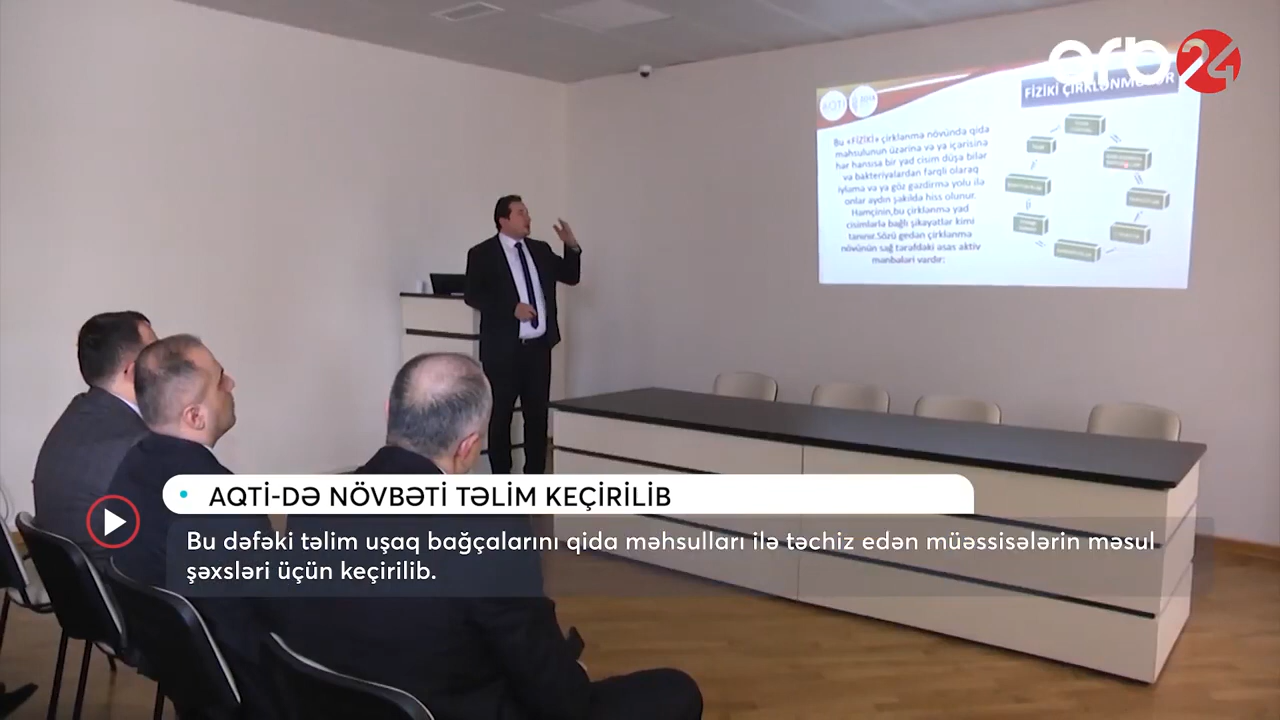 arb 24
AQTİ
FİZİKİ ÇİRKLƏNMƏLƏR
Bu «FİZİKİ» çirklənmə növündə qida
məhsulunun üzərinə və ya içərisinə
hər hansısa bir yad cisim düşə bilər
və bakteriyalardan fərqli olaraq
iyləmə və ya göz gəzdirmə yolu ilə
onlar aydın şəkildə hiss olunur.
Həmçinin,bu çirklənmə yad
cisimlərlə bağlı şikayətlər kimi
tanınır.Sözü gedən çirklənmə
növünün sağ tərəfdəki əsas aktiv
mənbələri vardır:
AQTİ-DƏ NÖVBƏTİ TƏLİM KEÇİRİLİB
Bu dəfəki təlim uşaq bağçalarını qida məhsulları ilə təchiz edən müəssisələrin məsul
şəxsləri üçün keçirilib.